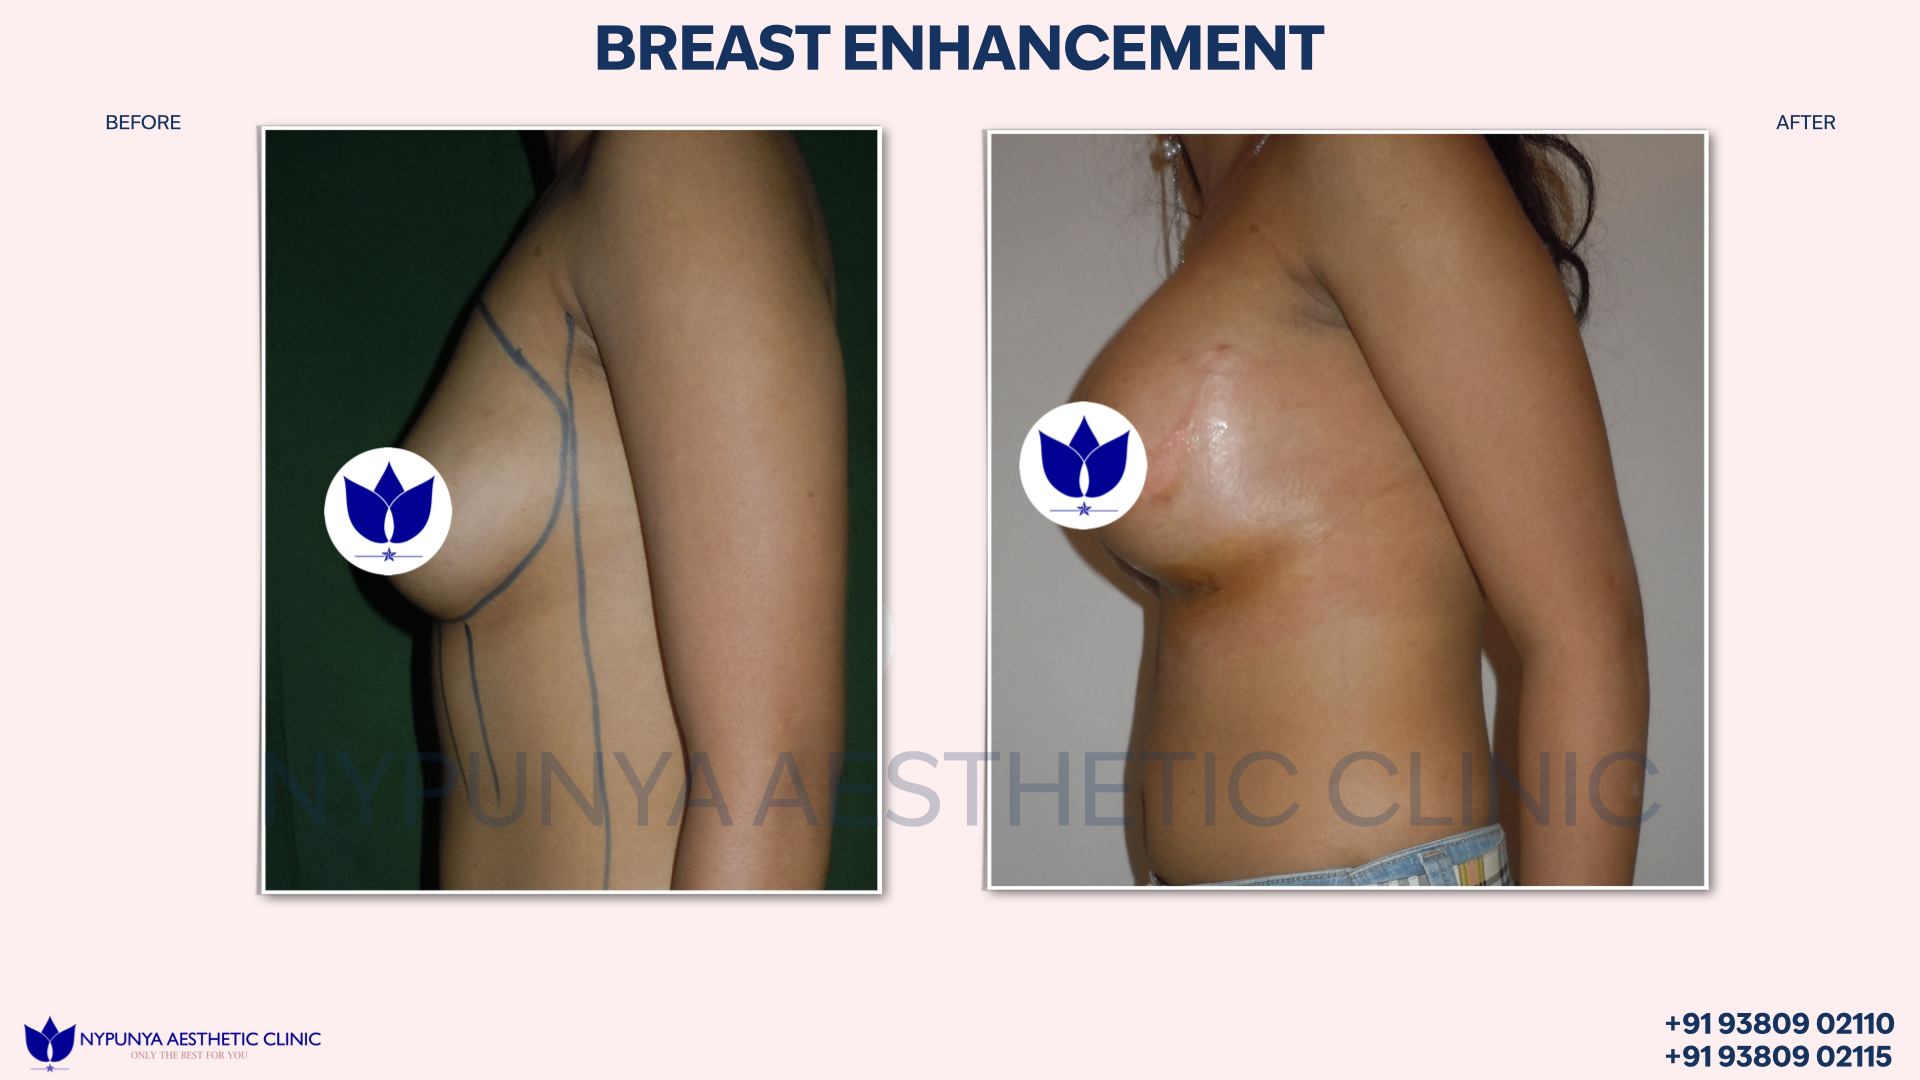 BREAST ENHANCEMENT
BEFORE
AFTER
NYPUNYA AESTHETIC CLINIC
NYPUNYA AESTHETIC CLINIC
ONLY THE BEST FOR YOU
+91 93809 02110
+91 93809 02115